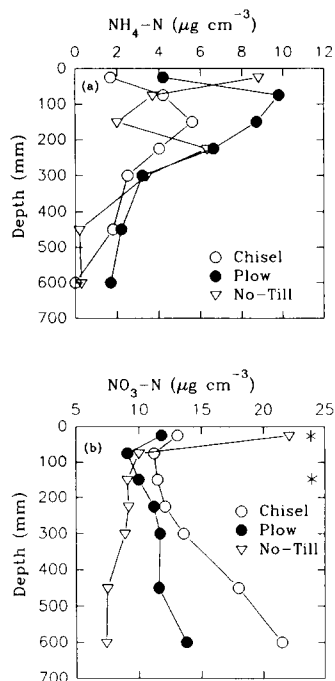 NH₄-N (µg cm⁻³)
0 2 4 6 8 10 12
0
100
200
300
400
500
600
700
Depth (mm)
(a)
Chisel
Plow
No-Till
NO₃-N (µg cm⁻³)
5 10 15 20 25
0
100
200
300
400
500
600
700
Depth (mm)
(b)
*
*
Chisel
Plow
No-Till